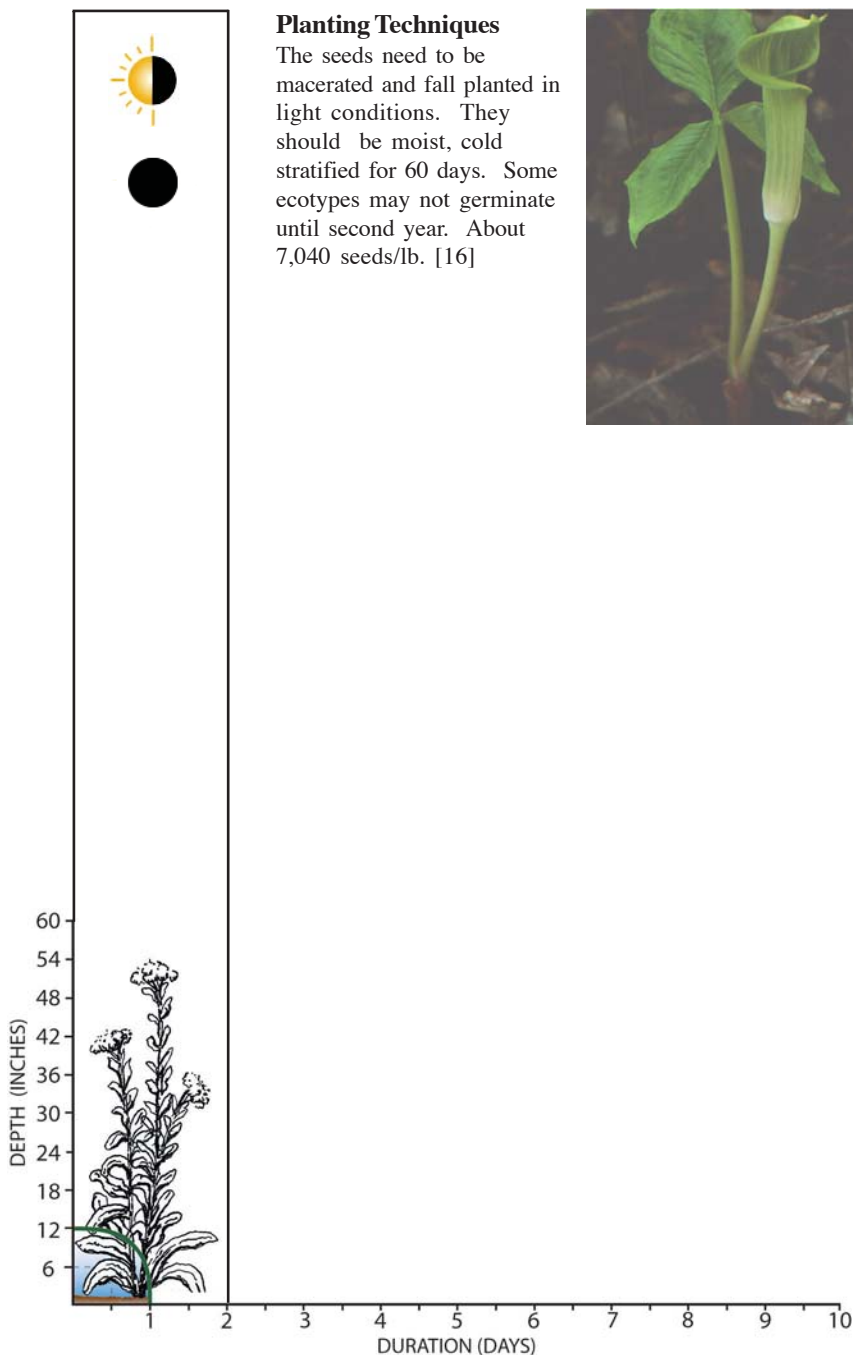 Planting Techniques
The seeds need to be
macerated and fall planted in
light conditions. They
should be moist, cold
stratified for 60 days. Some
ecotypes may not germinate
until second year. About
7,040 seeds/lb. [16]
60
54
48
42
36
30
24
18
12
6
DEPTH (INCHES)
1 2 3 4 5 6 7 8 9 10
DURATION (DAYS)